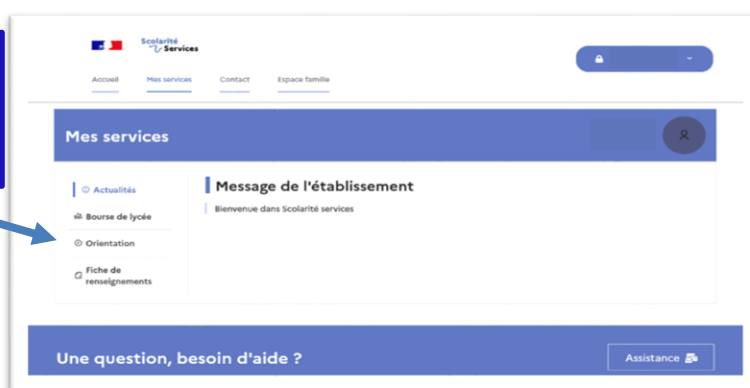 Scolarité
Services
Accueil
Mes services
Contact
Espace famille
Mes services
Actualités
Bourse de lycée
Orientation
Fiche de
renseignements
Message de l'établissement
Bienvenue dans Scolarité services
Une question, besoin d'aide ?
Assistance